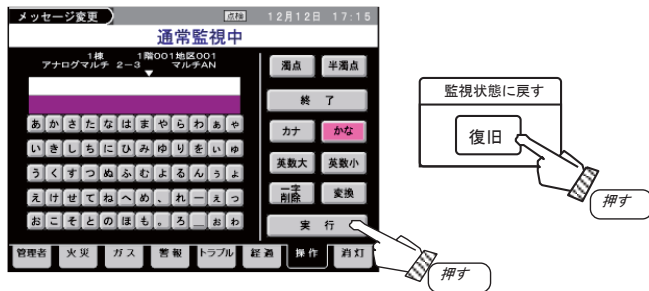 メッセージ変更 点検 12月12日 17:15
通常監視中
1棟 1階001地区001
アナログマルチ 2-3 マルチAN
濁点 半濁点
終 了
カナ かな
英数大 英数小
一字削除 変換
実 行
あ か さ た な は ま や ら わ ぁ ゃ
い き し ち に ひ み ゆ り を ぃ ゅ
う く す つ ぬ ふ む よ る ん ぅ ょ
え け せ て ね へ め 、 れ ー ぇ っ
お こ そ と の ほ も 。 ろ _ ぉ ゎ
管理者 火災 ガス 警報 トラブル 経過 操作 消灯
押す
監視状態に戻す
復旧
押す